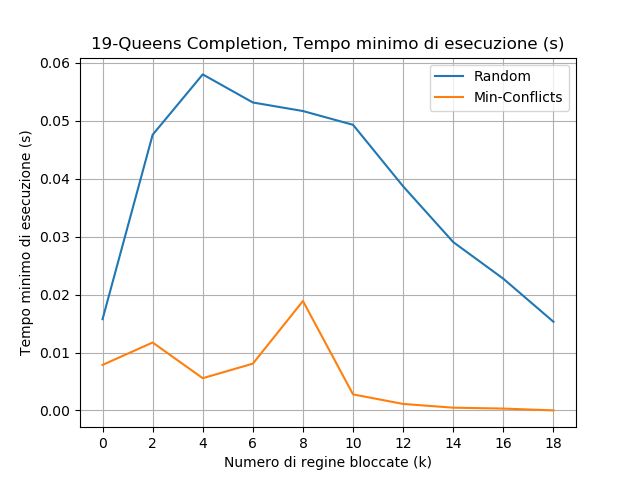 19-Queens Completion, Tempo minimo di esecuzione (s)
Random
Min-Conflicts
Tempo minimo di esecuzione (s)
0.06
0.05
0.04
0.03
0.02
0.01
0.00
0 2 4 6 8 10 12 14 16 18
Numero di regine bloccate (k)